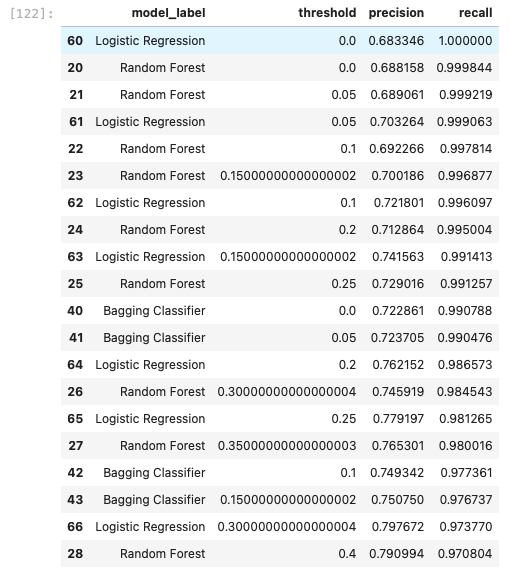 [122]: model_label threshold precision recall
60 Logistic Regression 0.0 0.683346 1.000000
20 Random Forest 0.0 0.688158 0.999844
21 Random Forest 0.05 0.689061 0.999219
61 Logistic Regression 0.05 0.703264 0.999063
22 Random Forest 0.1 0.692266 0.997814
23 Random Forest 0.15000000000000002 0.700186 0.996877
62 Logistic Regression 0.1 0.721801 0.996097
24 Random Forest 0.2 0.712864 0.995004
63 Logistic Regression 0.15000000000000002 0.741563 0.991413
25 Random Forest 0.25 0.729016 0.991257
40 Bagging Classifier 0.0 0.722861 0.990788
41 Bagging Classifier 0.05 0.723705 0.990476
64 Logistic Regression 0.2 0.762152 0.986573
26 Random Forest 0.30000000000000004 0.745919 0.984543
65 Logistic Regression 0.25 0.779197 0.981265
27 Random Forest 0.35000000000000003 0.765301 0.980016
42 Bagging Classifier 0.1 0.749342 0.977361
43 Bagging Classifier 0.15000000000000002 0.750750 0.976737
66 Logistic Regression 0.30000000000000004 0.797672 0.973770
28 Random Forest 0.4 0.790994 0.970804